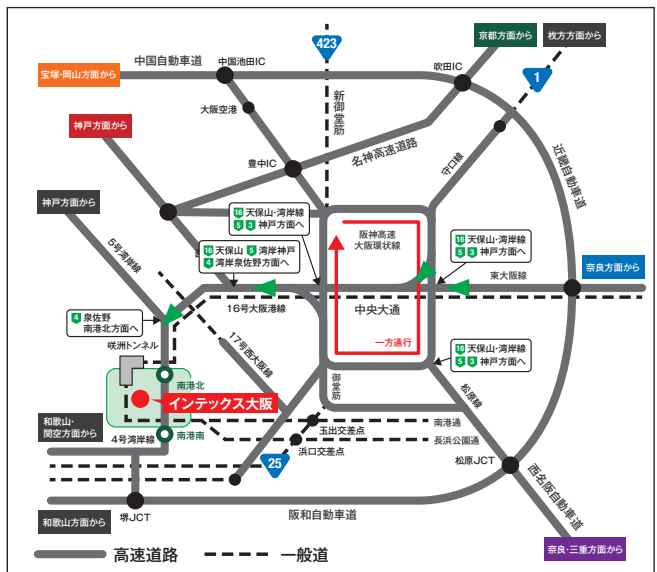 423
京都方面から
枚方方面から
中国自動車道
中国池田IC
吹田IC
宝塚・岡山方面から
1
大阪空港
新御堂筋
神戸方面から
名神高速道路
守口線
近畿自動車道
豊中IC
神戸方面から
16 天保山・湾岸線
5 3 神戸方面へ
阪神高速
大阪環状線
16 天保山・湾岸線
5 3 神戸方面へ
5号湾岸線
16 天保山 5 湾岸神戸
4 湾岸泉佐野方面へ
奈良方面から
東大阪線
4 泉佐野
南港北方面へ
16号大阪港線
中央大通
咲洲トンネル
17号西大阪線
一方通行
16 天保山・湾岸線
5 3 神戸方面へ
南港北
御堂筋
松原線
インテックス大阪
和歌山・
関空方面から
4号湾岸線
南港南
玉出交差点
南港通
浜口交差点
長浜公園通
25
松原JCT
和歌山方面から
堺JCT
阪和自動車道
西名阪自動車道
奈良・三重方面から
高速道路
一般道